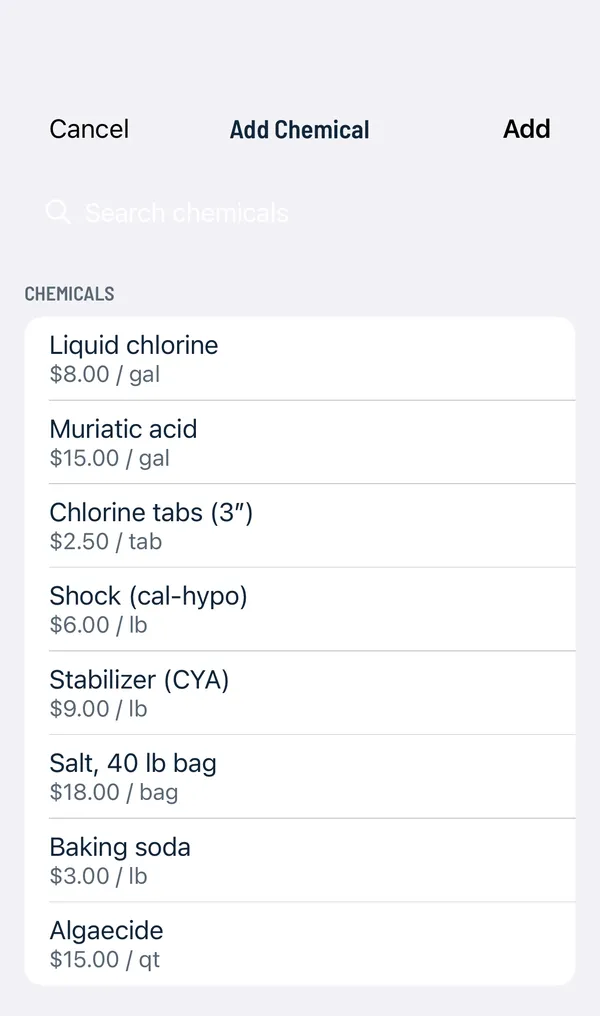 Cancel
Add Chemical
Add
Search chemicals
CHEMICALS
Liquid chlorine
$8.00 / gal
Muriatic acid
$15.00 / gal
Chlorine tabs (3”)
$2.50 / tab
Shock (cal-hypo)
$6.00 / lb
Stabilizer (CYA)
$9.00 / lb
Salt, 40 lb bag
$18.00 / bag
Baking soda
$3.00 / lb
Algaecide
$15.00 / qt